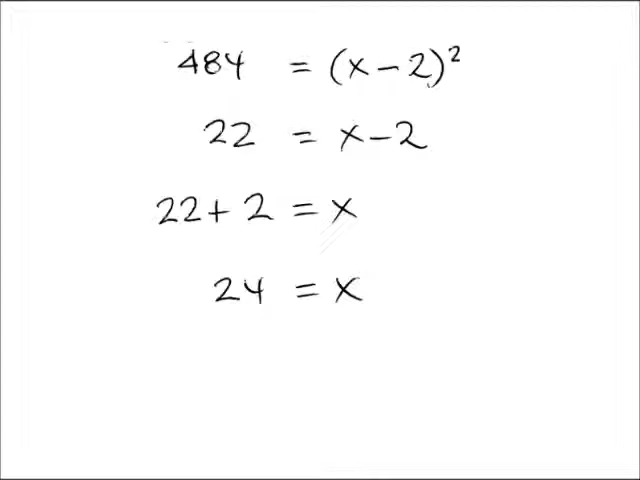 484 = (x-2)²
22 = x-2
22+2 = x
24 = x